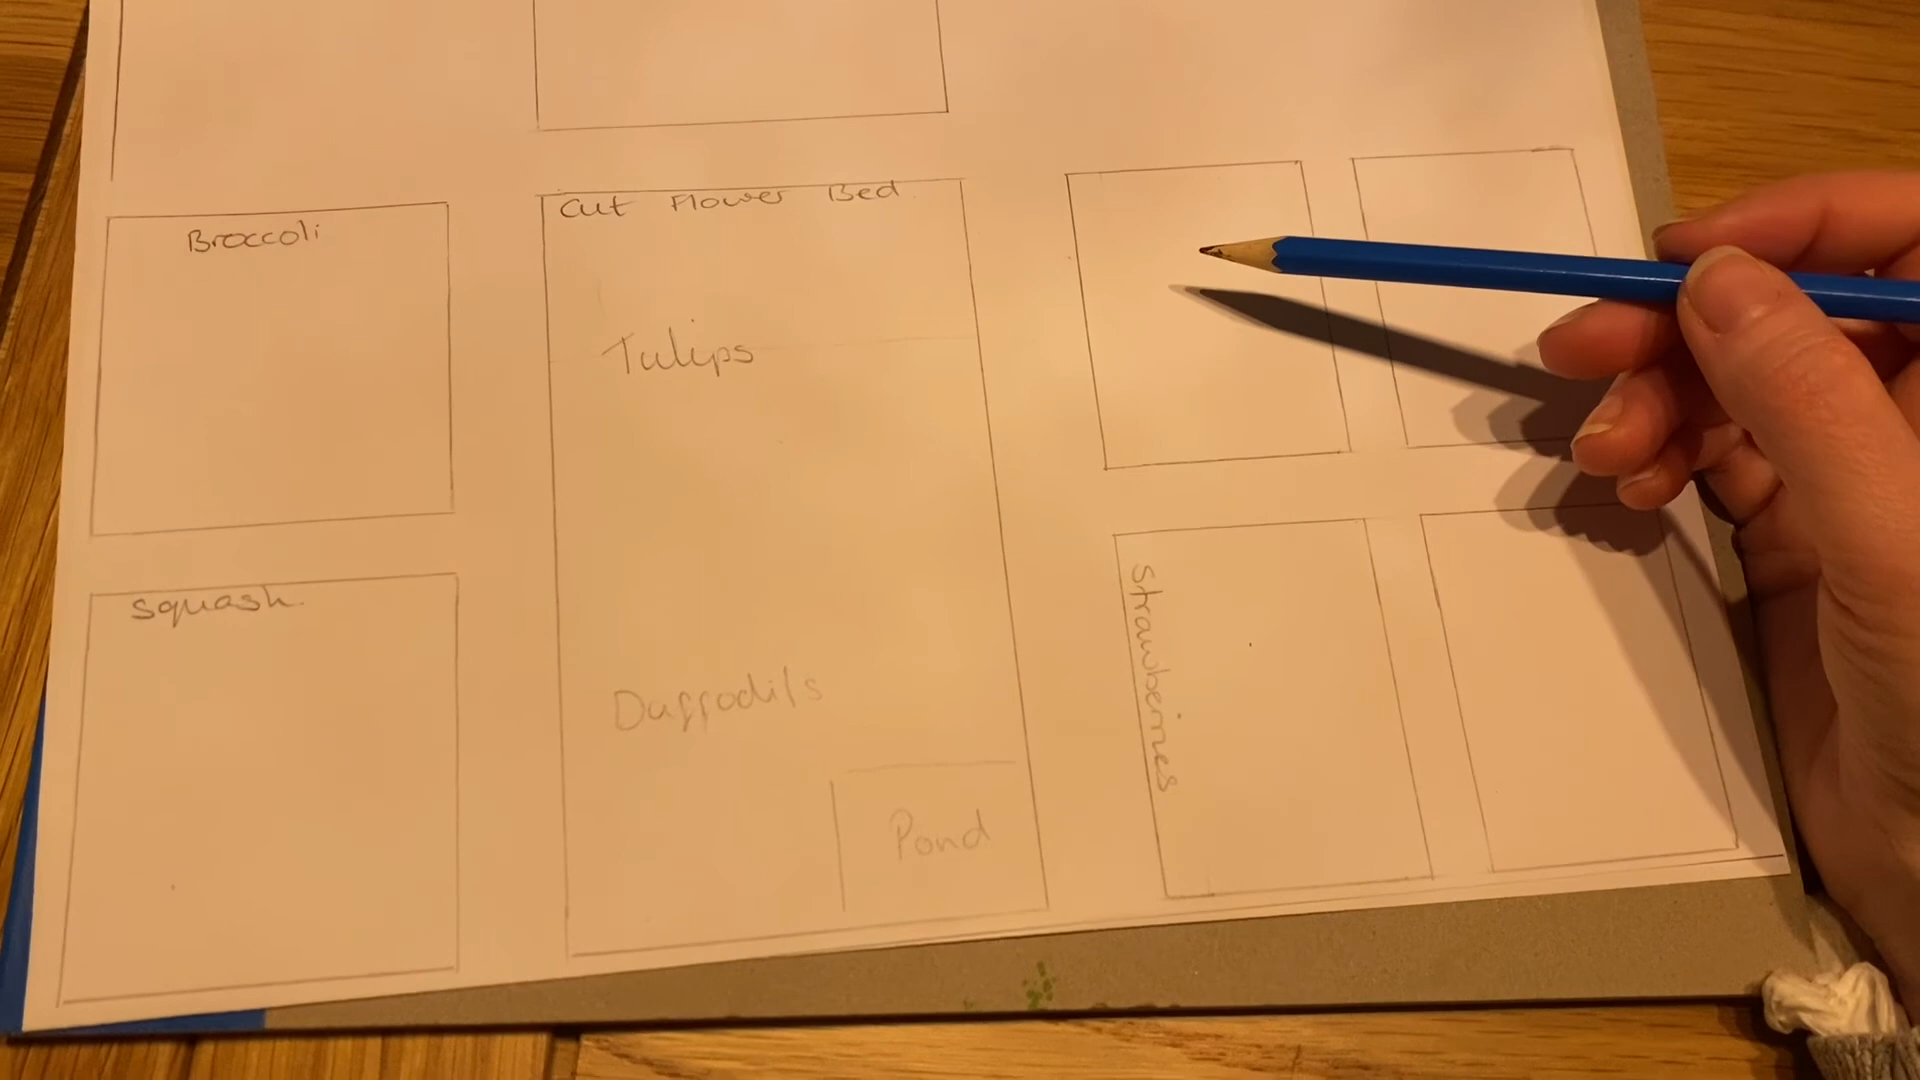 Broccoli
Cut Flower Bed
Tulips
Squash
Daffodils
Pond
Strawberries